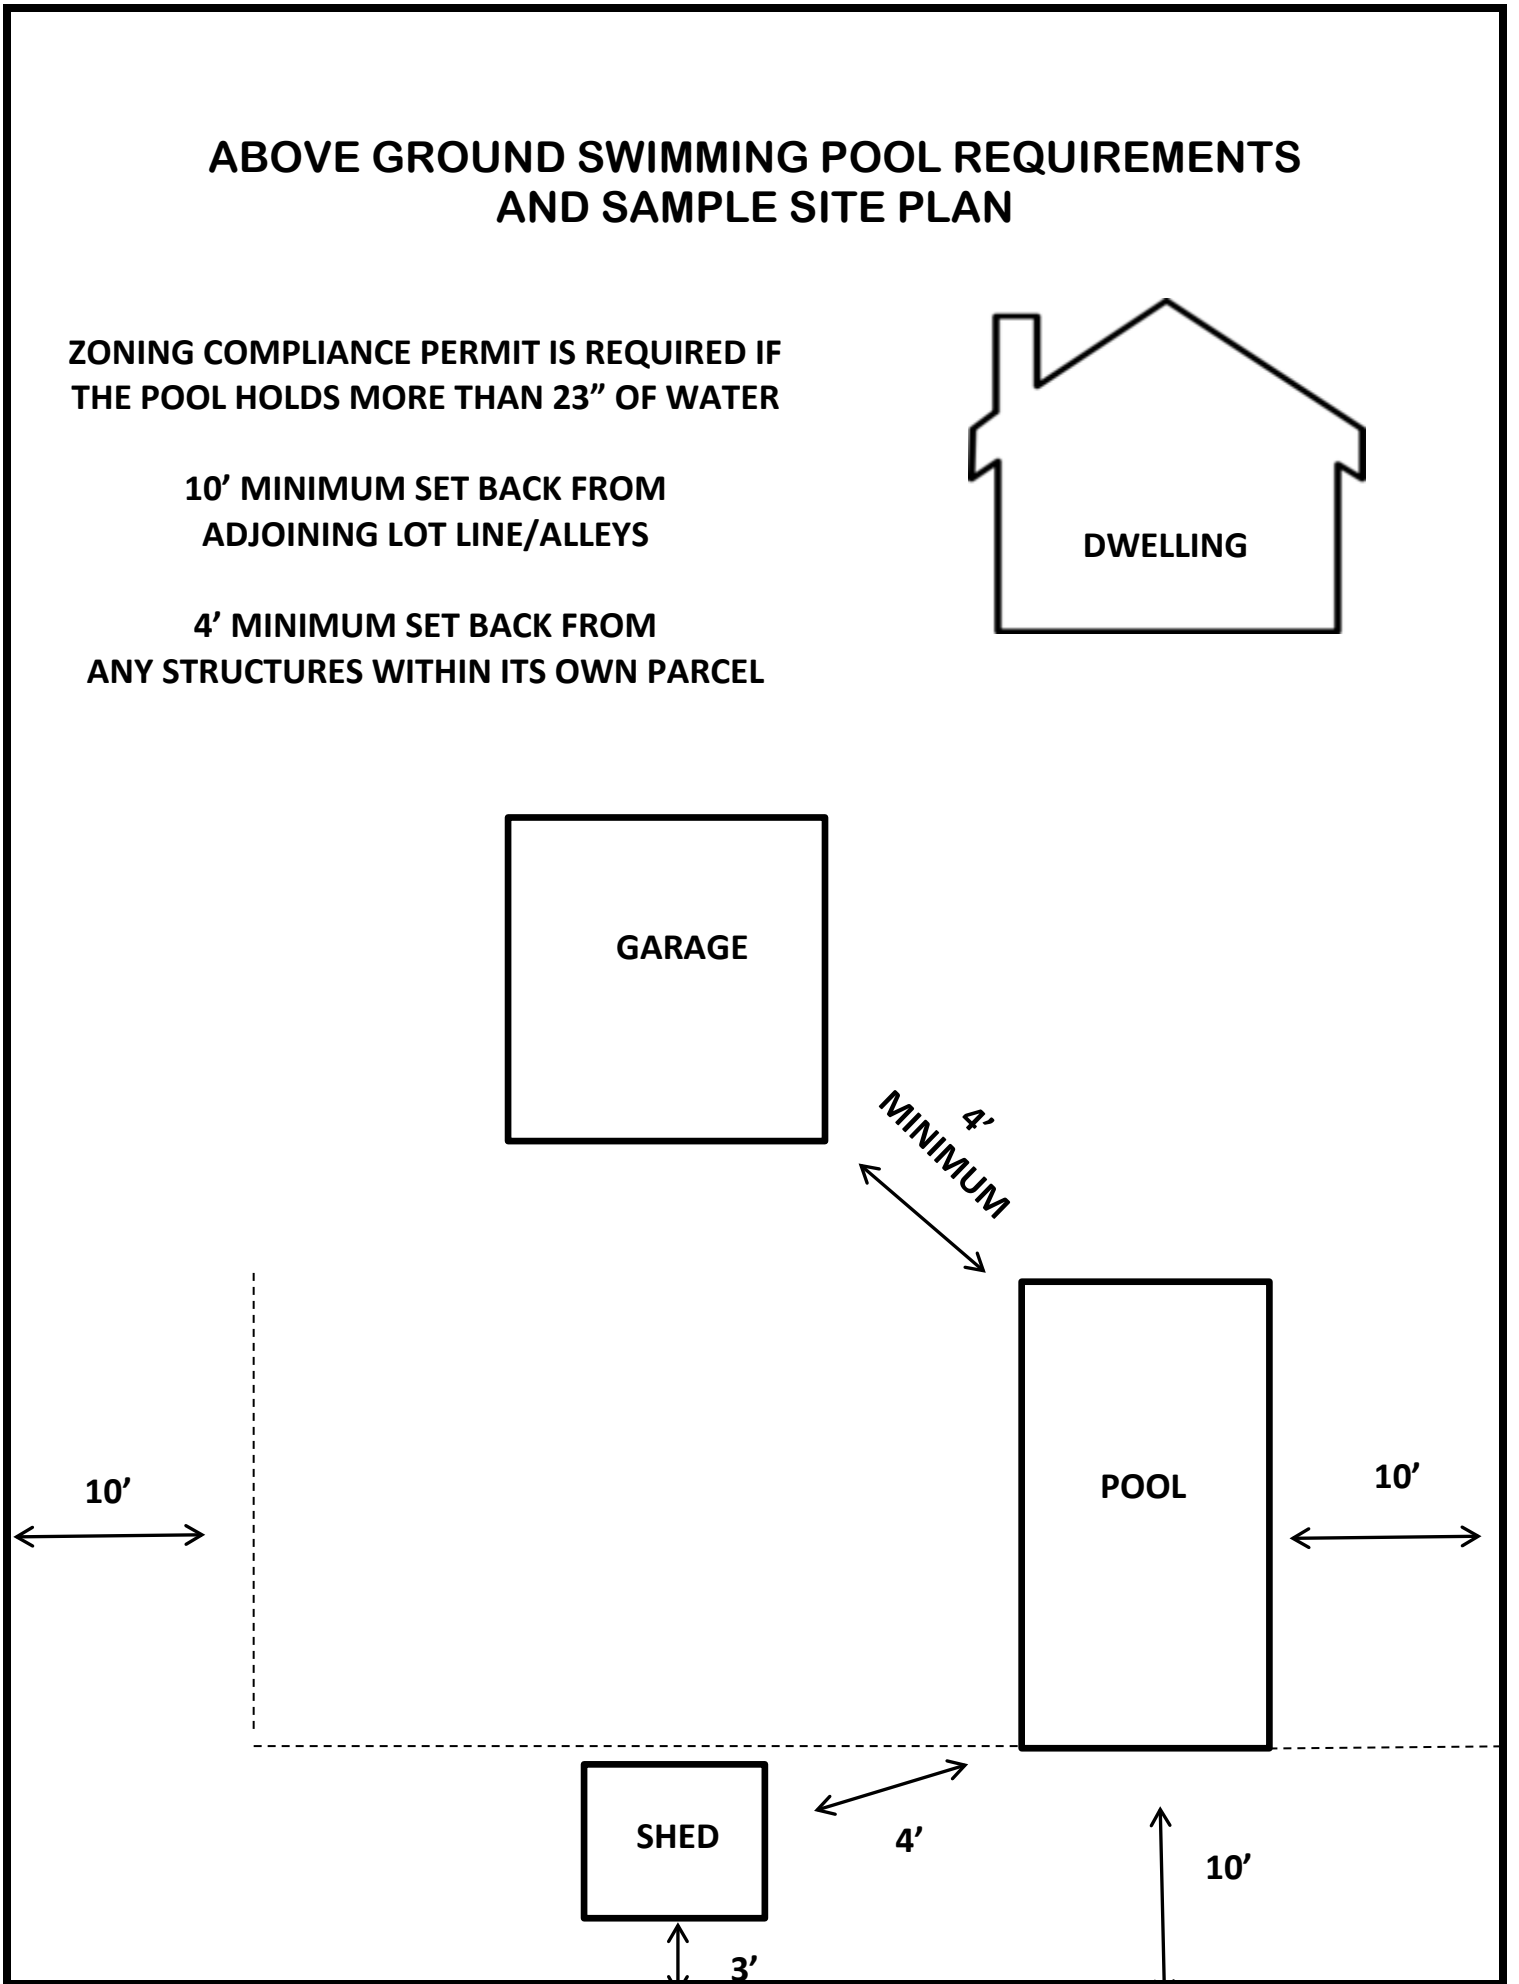 ABOVE GROUND SWIMMING POOL REQUIREMENTS
AND SAMPLE SITE PLAN
ZONING COMPLIANCE PERMIT IS REQUIRED IF
THE POOL HOLDS MORE THAN 23” OF WATER
10’ MINIMUM SET BACK FROM
ADJOINING LOT LINE/ALLEYS
4’ MINIMUM SET BACK FROM
ANY STRUCTURES WITHIN ITS OWN PARCEL
DWELLING
GARAGE
4’
MINIMUM
10’
POOL
10’
SHED
4’
10’
3’